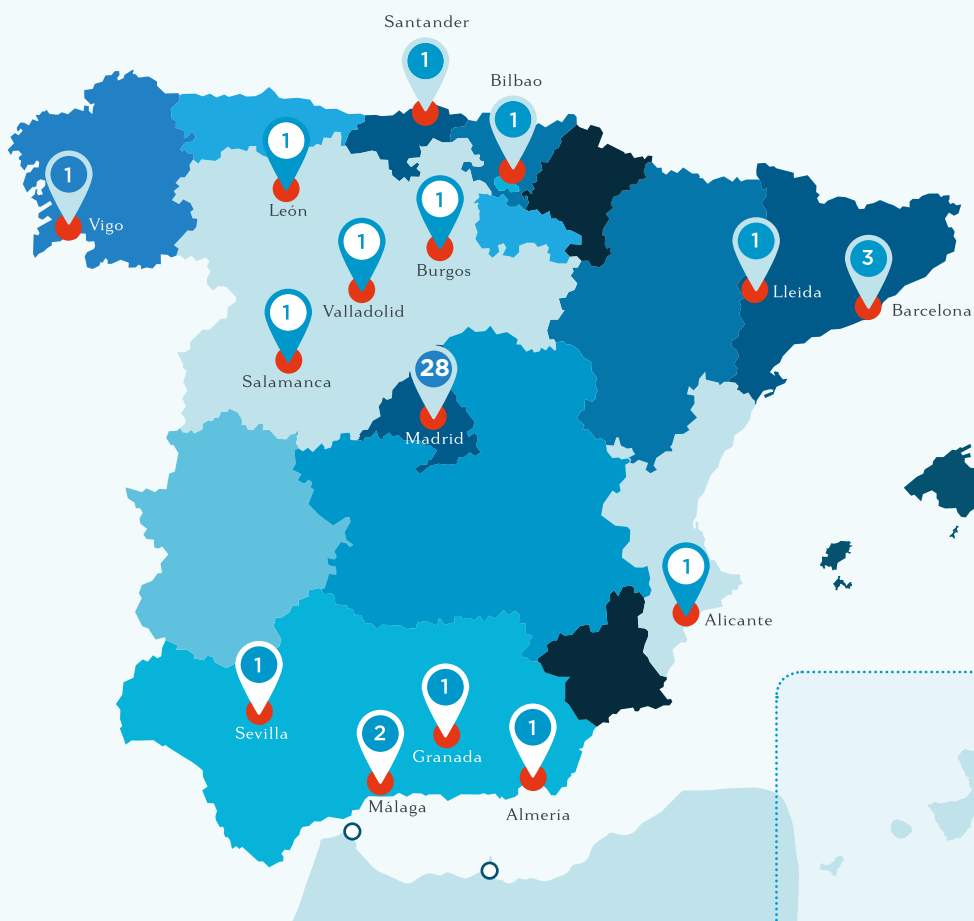 Santander
1
Bilbao
1
1
León
1
Vigo
1
Burgos
1
Valladolid
1
Lleida
3
Barcelona
1
Salamanca
28
Madrid
1
Alicante
1
Sevilla
1
Granada
2
Málaga
1
Almería